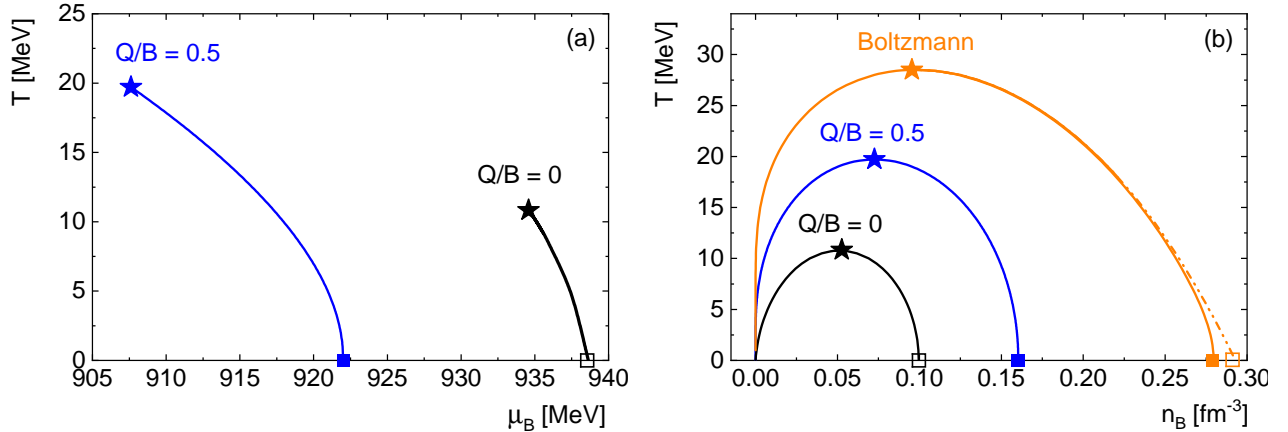 (a)
Q/B = 0.5
Q/B = 0
T [MeV]
25
20
15
10
5
0
905 910 915 920 925 930 935 940
μ_B [MeV]
(b)
Boltzmann
Q/B = 0.5
Q/B = 0
T [MeV]
30
25
20
15
10
5
0
0.00 0.05 0.10 0.15 0.20 0.25 0.30
n_B [fm⁻³]